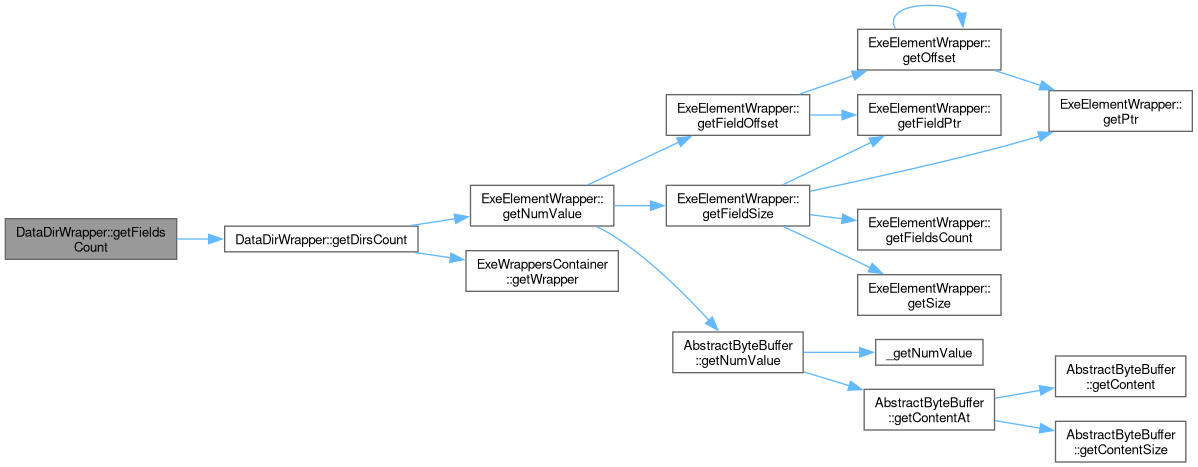 DataDirWrapper::getFields
Count
DataDirWrapper::getDirsCount
ExeElementWrapper::
getNumValue
ExeWrappersContainer
::getWrapper
ExeElementWrapper::
getFieldOffset
ExeElementWrapper::
getFieldSize
AbstractByteBuffer
::getNumValue
ExeElementWrapper::
getOffset
ExeElementWrapper::
getFieldPtr
ExeElementWrapper::
getFieldsCount
ExeElementWrapper::
getSize
_getNumValue
AbstractByteBuffer
::getContentAt
ExeElementWrapper::
getPtr
AbstractByteBuffer
::getContent
AbstractByteBuffer
::getContentSize